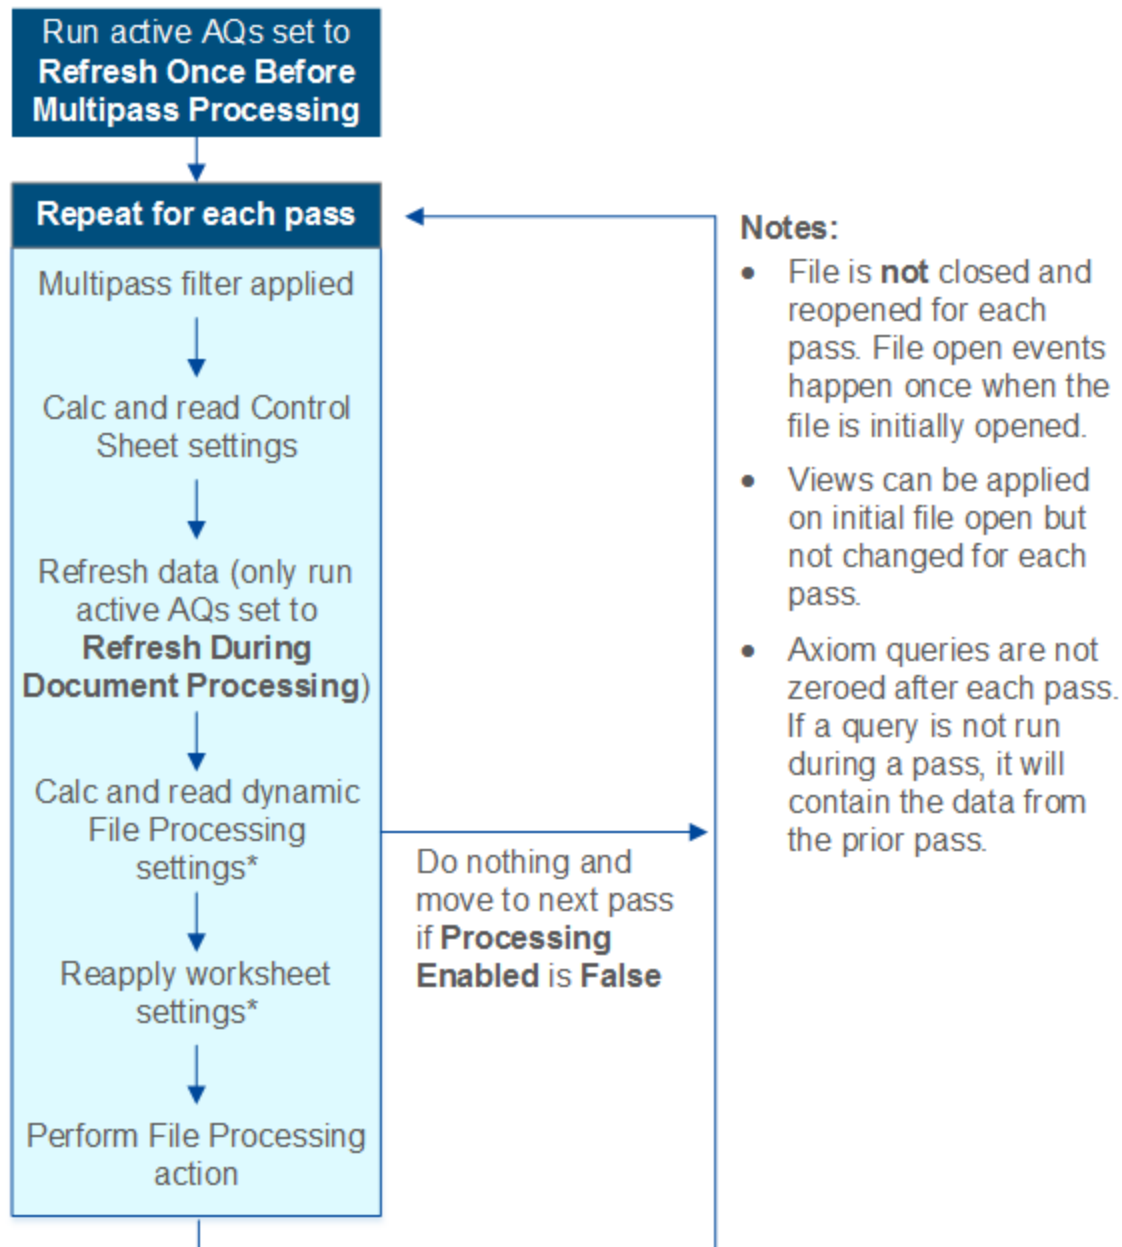 Run active AQs set to
Refresh Once Before
Multipass Processing
Repeat for each pass
Multipass filter applied
Calc and read Control
Sheet settings
Refresh data (only run
active AQs set to
Refresh During
Document Processing)
Calc and read dynamic
File Processing
settings*
Reapply worksheet
settings*
Perform File Processing
action
Do nothing and
move to next pass
if Processing
Enabled is False
Notes:
• File is not closed and
reopened for each
pass. File open events
happen once when the
file is initially opened.
• Views can be applied
on initial file open but
not changed for each
pass.
• Axiom queries are not
zeroed after each pass.
If a query is not run
during a pass, it will
contain the data from
the prior pass.